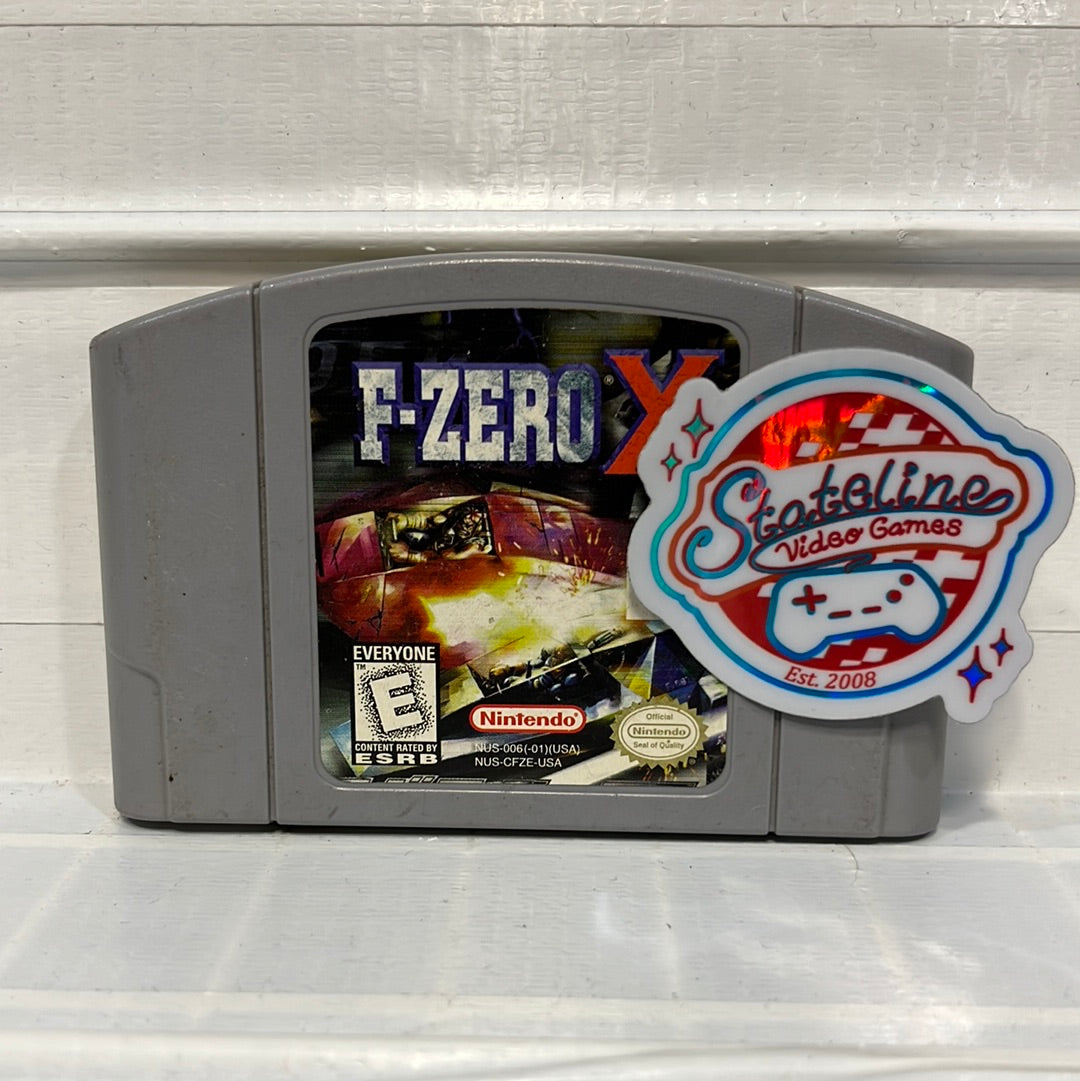 F-ZERO® X
Stateline
Video Games
Est. 2008
EVERYONE
TM
E
CONTENT RATED BY
ESRB
Nintendo®
NUS-006(-01)(USA)
NUS-CFZE-USA
Official
Nintendo
Seal of Quality